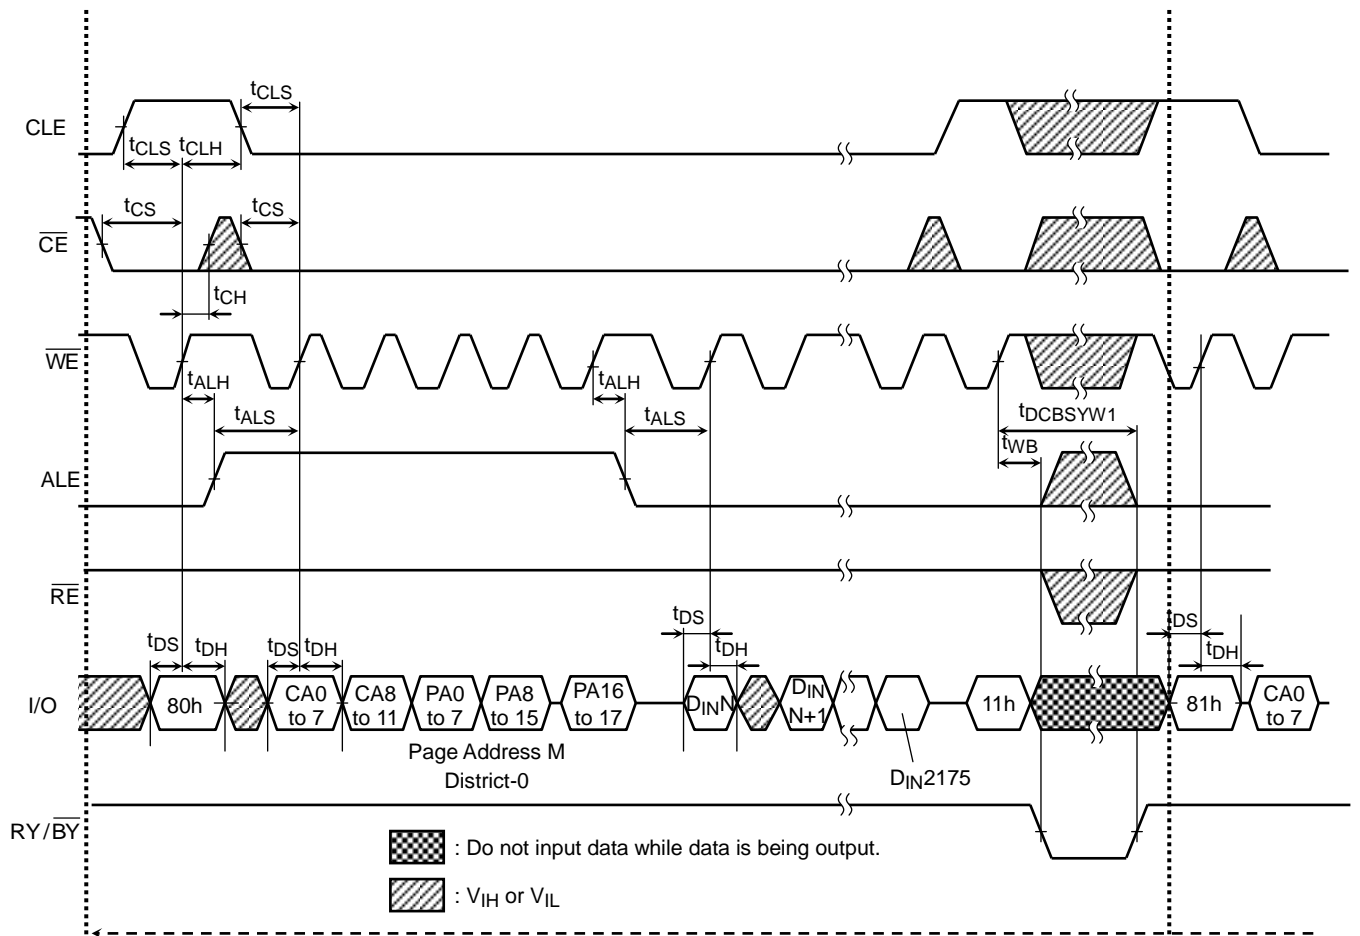 tCLS
CLE
tCLS tCLH
tCS tCS
CE
tCH
WE
tALH tALH
tALS tALS tDCBSYW1
tWB
ALE
RE
tDS tDH tDS tDH tDS tDH tDS tDH
I/O
80h
CA0 to 7
CA8 to 11
PA0 to 7
PA8 to 15
PA16 to 17
DINN
DIN N+1
11h
81h
CA0 to 7
Page Address M
District-0
DIN2175
RY/BY
: Do not input data while data is being output.
: VIH or VIL